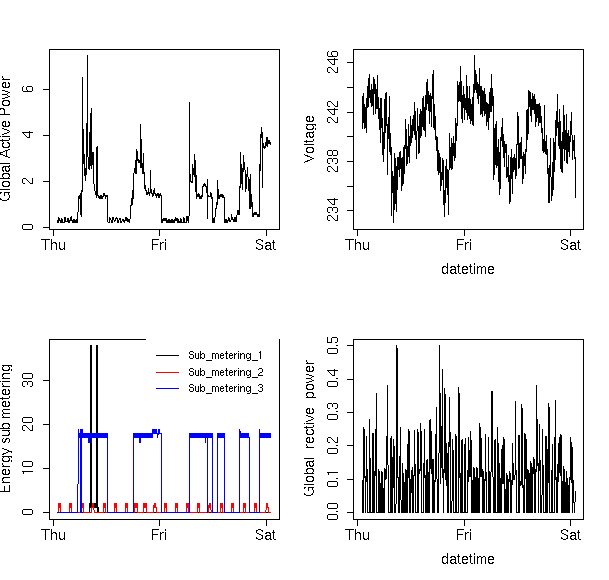 Global Active Power
6
4
2
0
Thu Fri Sat
Voltage
246
242
238
234
Thu Fri Sat
datetime
Energy sub metering
30
20
10
0
Sub_metering_1
Sub_metering_2
Sub_metering_3
Thu Fri Sat
Global rective power
0.5
0.4
0.3
0.2
0.1
0.0
Thu Fri Sat
datetime